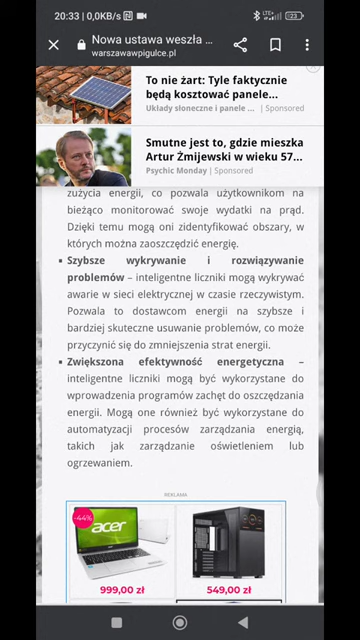 20:33 | 0,0KB/s
LTE
23
Nowa ustawa weszła ...
warszawawpigulce.pl
To nie żart: Tyle faktycznie
będą kosztować panele...
Układy słoneczne i panele ... | Sponsored
Smutne jest to, gdzie mieszka
Artur Żmijewski w wieku 57...
Psychic Monday | Sponsored
zużycia energii, co pozwala użytkownikom na
bieżąco monitorować swoje wydatki na prąd.
Dzięki temu mogą oni zidentyfikować obszary, w
których można zaoszczędzić energię.
▪ Szybsze wykrywanie i rozwiązywanie
problemów – inteligentne liczniki mogą wykrywać
awarie w sieci elektrycznej w czasie rzeczywistym.
Pozwala to dostawcom energii na szybsze i
bardziej skuteczne usuwanie problemów, co może
przyczynić się do zmniejszenia strat energii.
▪ Zwiększona efektywność energetyczna –
inteligentne liczniki mogą być wykorzystane do
wprowadzenia programów zachęt do oszczędzania
energii. Mogą one również być wykorzystane do
automatyzacji procesów zarządzania energią,
takich jak zarządzanie oświetleniem lub
ogrzewaniem.
REKLAMA
-44%
acer
999,00 zł
549,00 zł